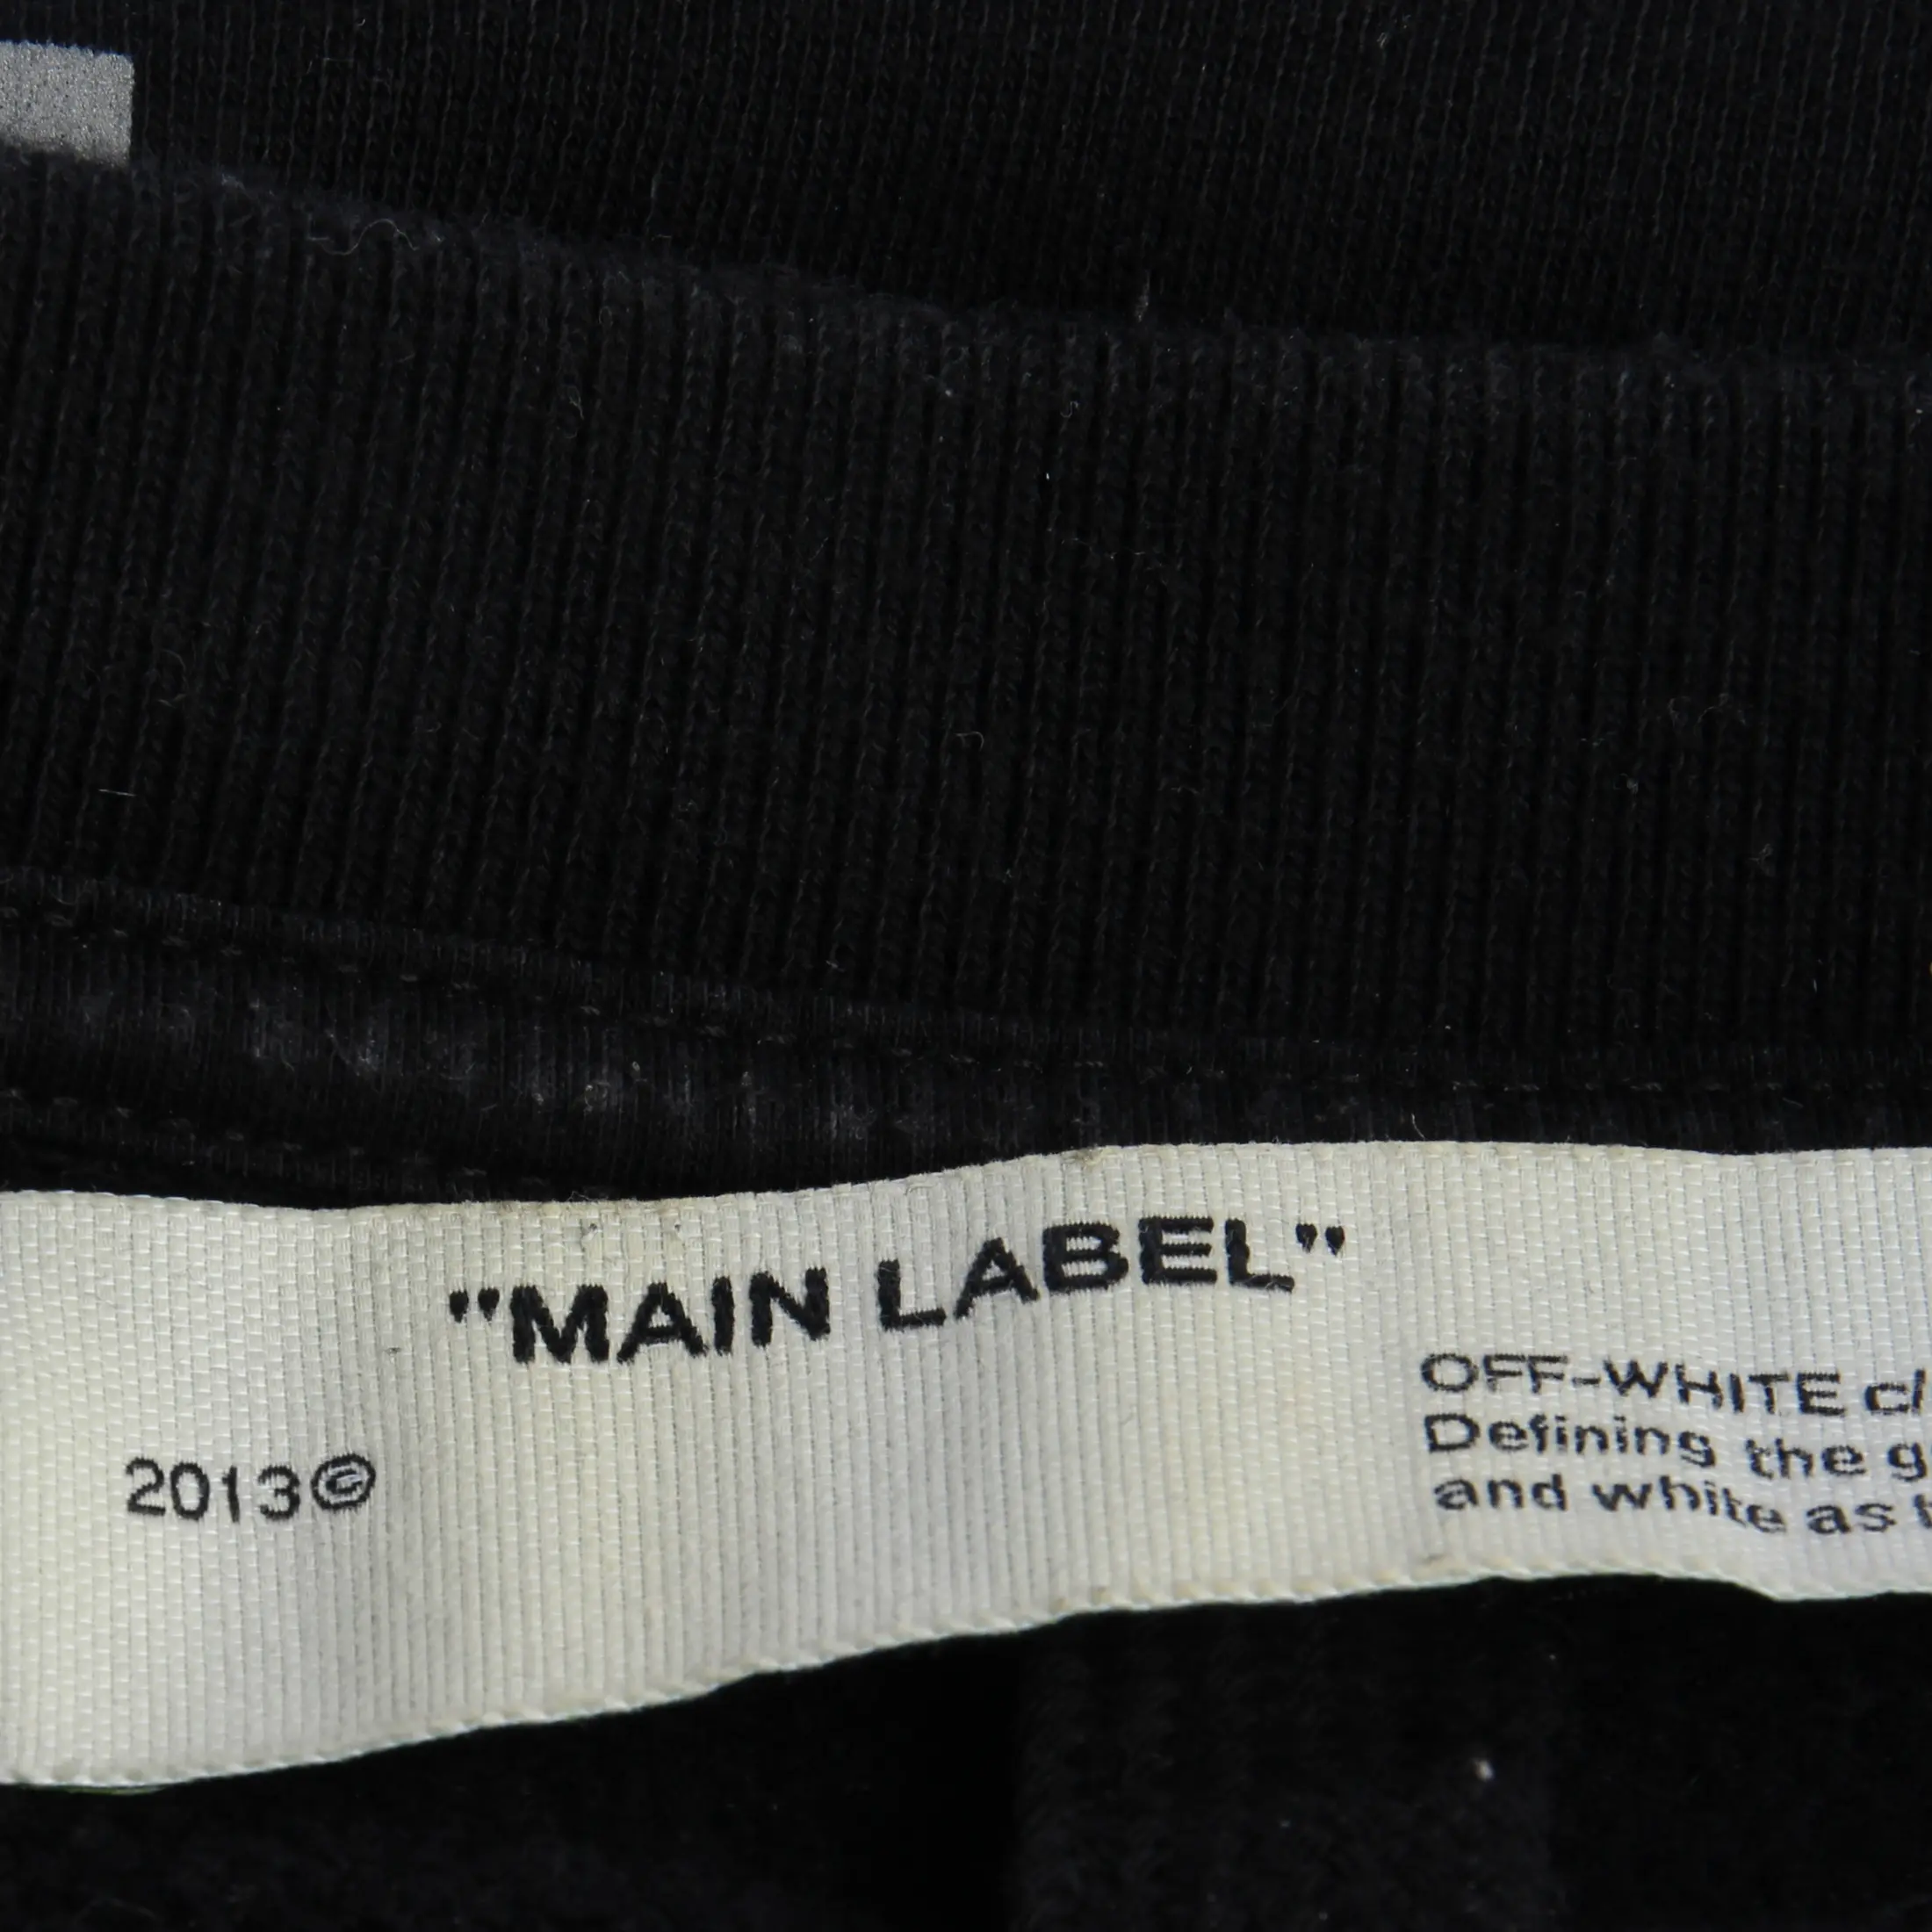 "MAIN LABEL"
2013©
OFF-WHITE
Defining the
and white as